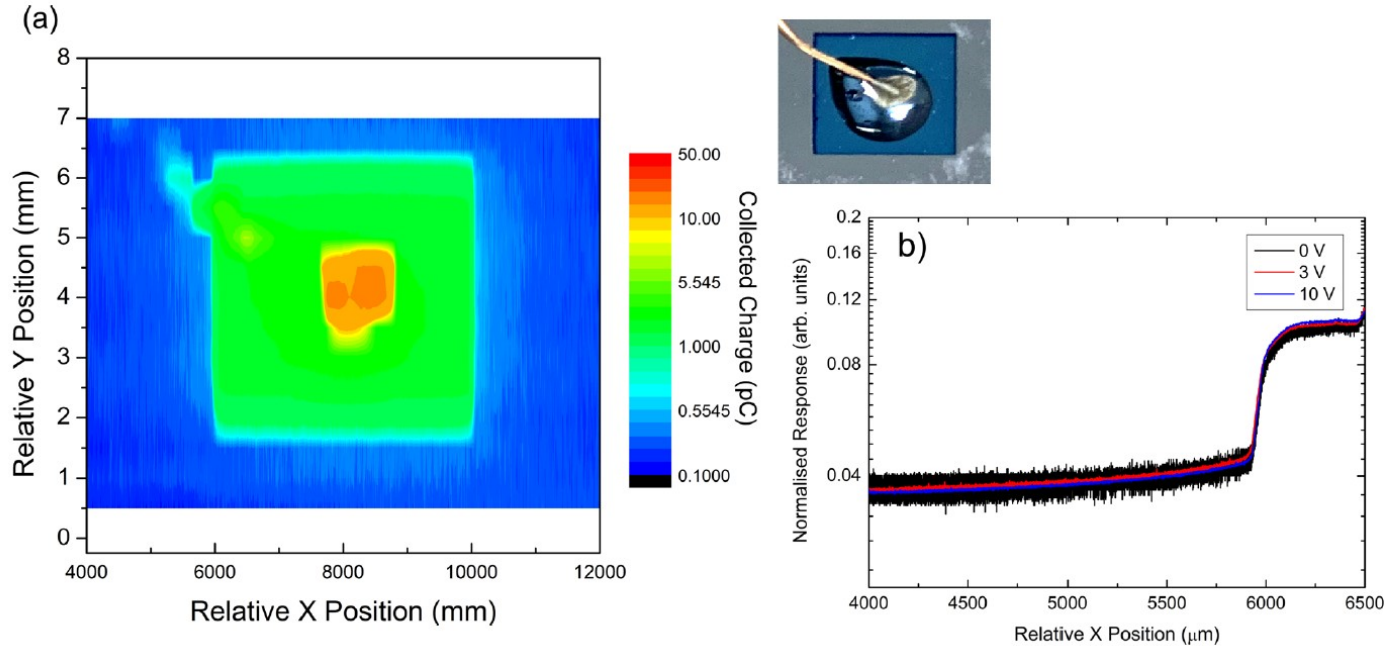 (a)
8
7
6
5
4
3
2
1
0
Relative Y Position (mm)
4000 6000 8000 10000 12000
Relative X Position (mm)
50.00
10.00
5.545
1.000
0.5545
0.1000
Collected Charge (pC)
b)
0 V
3 V
10 V
0.2
0.16
0.12
0.08
0.04
Normalised Response (arb. units)
4000 4500 5000 5500 6000 6500
Relative X Position (μm)